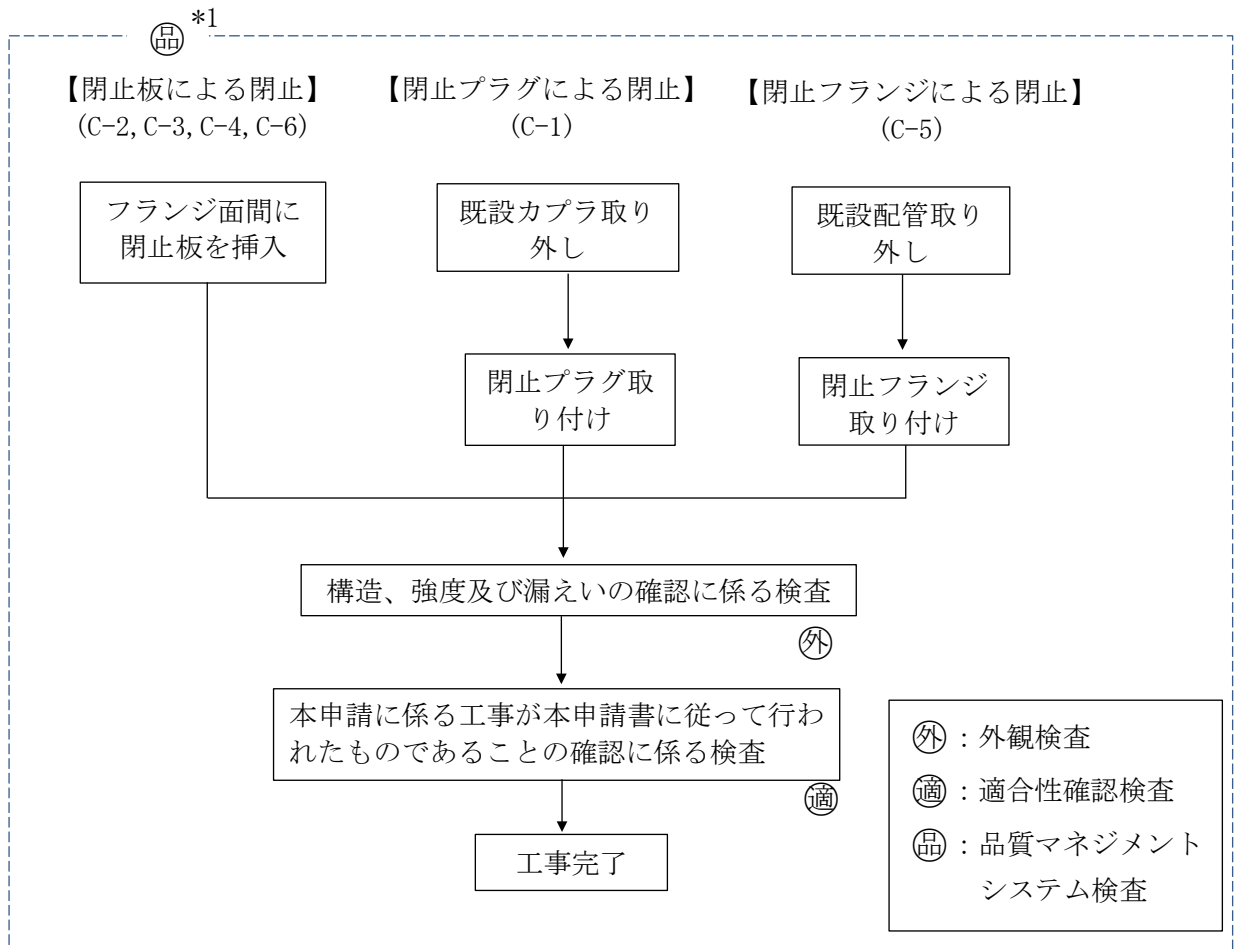 ㊢*1
【閉止板による閉止】
(C-2,C-3,C-4,C-6)
【閉止プラグによる閉止】
(C-1)
【閉止フランジによる閉止】
(C-5)
フランジ面間に
閉止板を挿入
既設カプラ取り
外し
既設配管取り
外し
閉止プラグ取
り付け
閉止フランジ
取り付け
構造、強度及び漏えいの確認に係る検査
外
本申請に係る工事が本申請書に従って行わ
れたものであることの確認に係る検査
適
工事完了
外：外観検査
適：適合性確認検査
品：品質マネジメント
システム検査